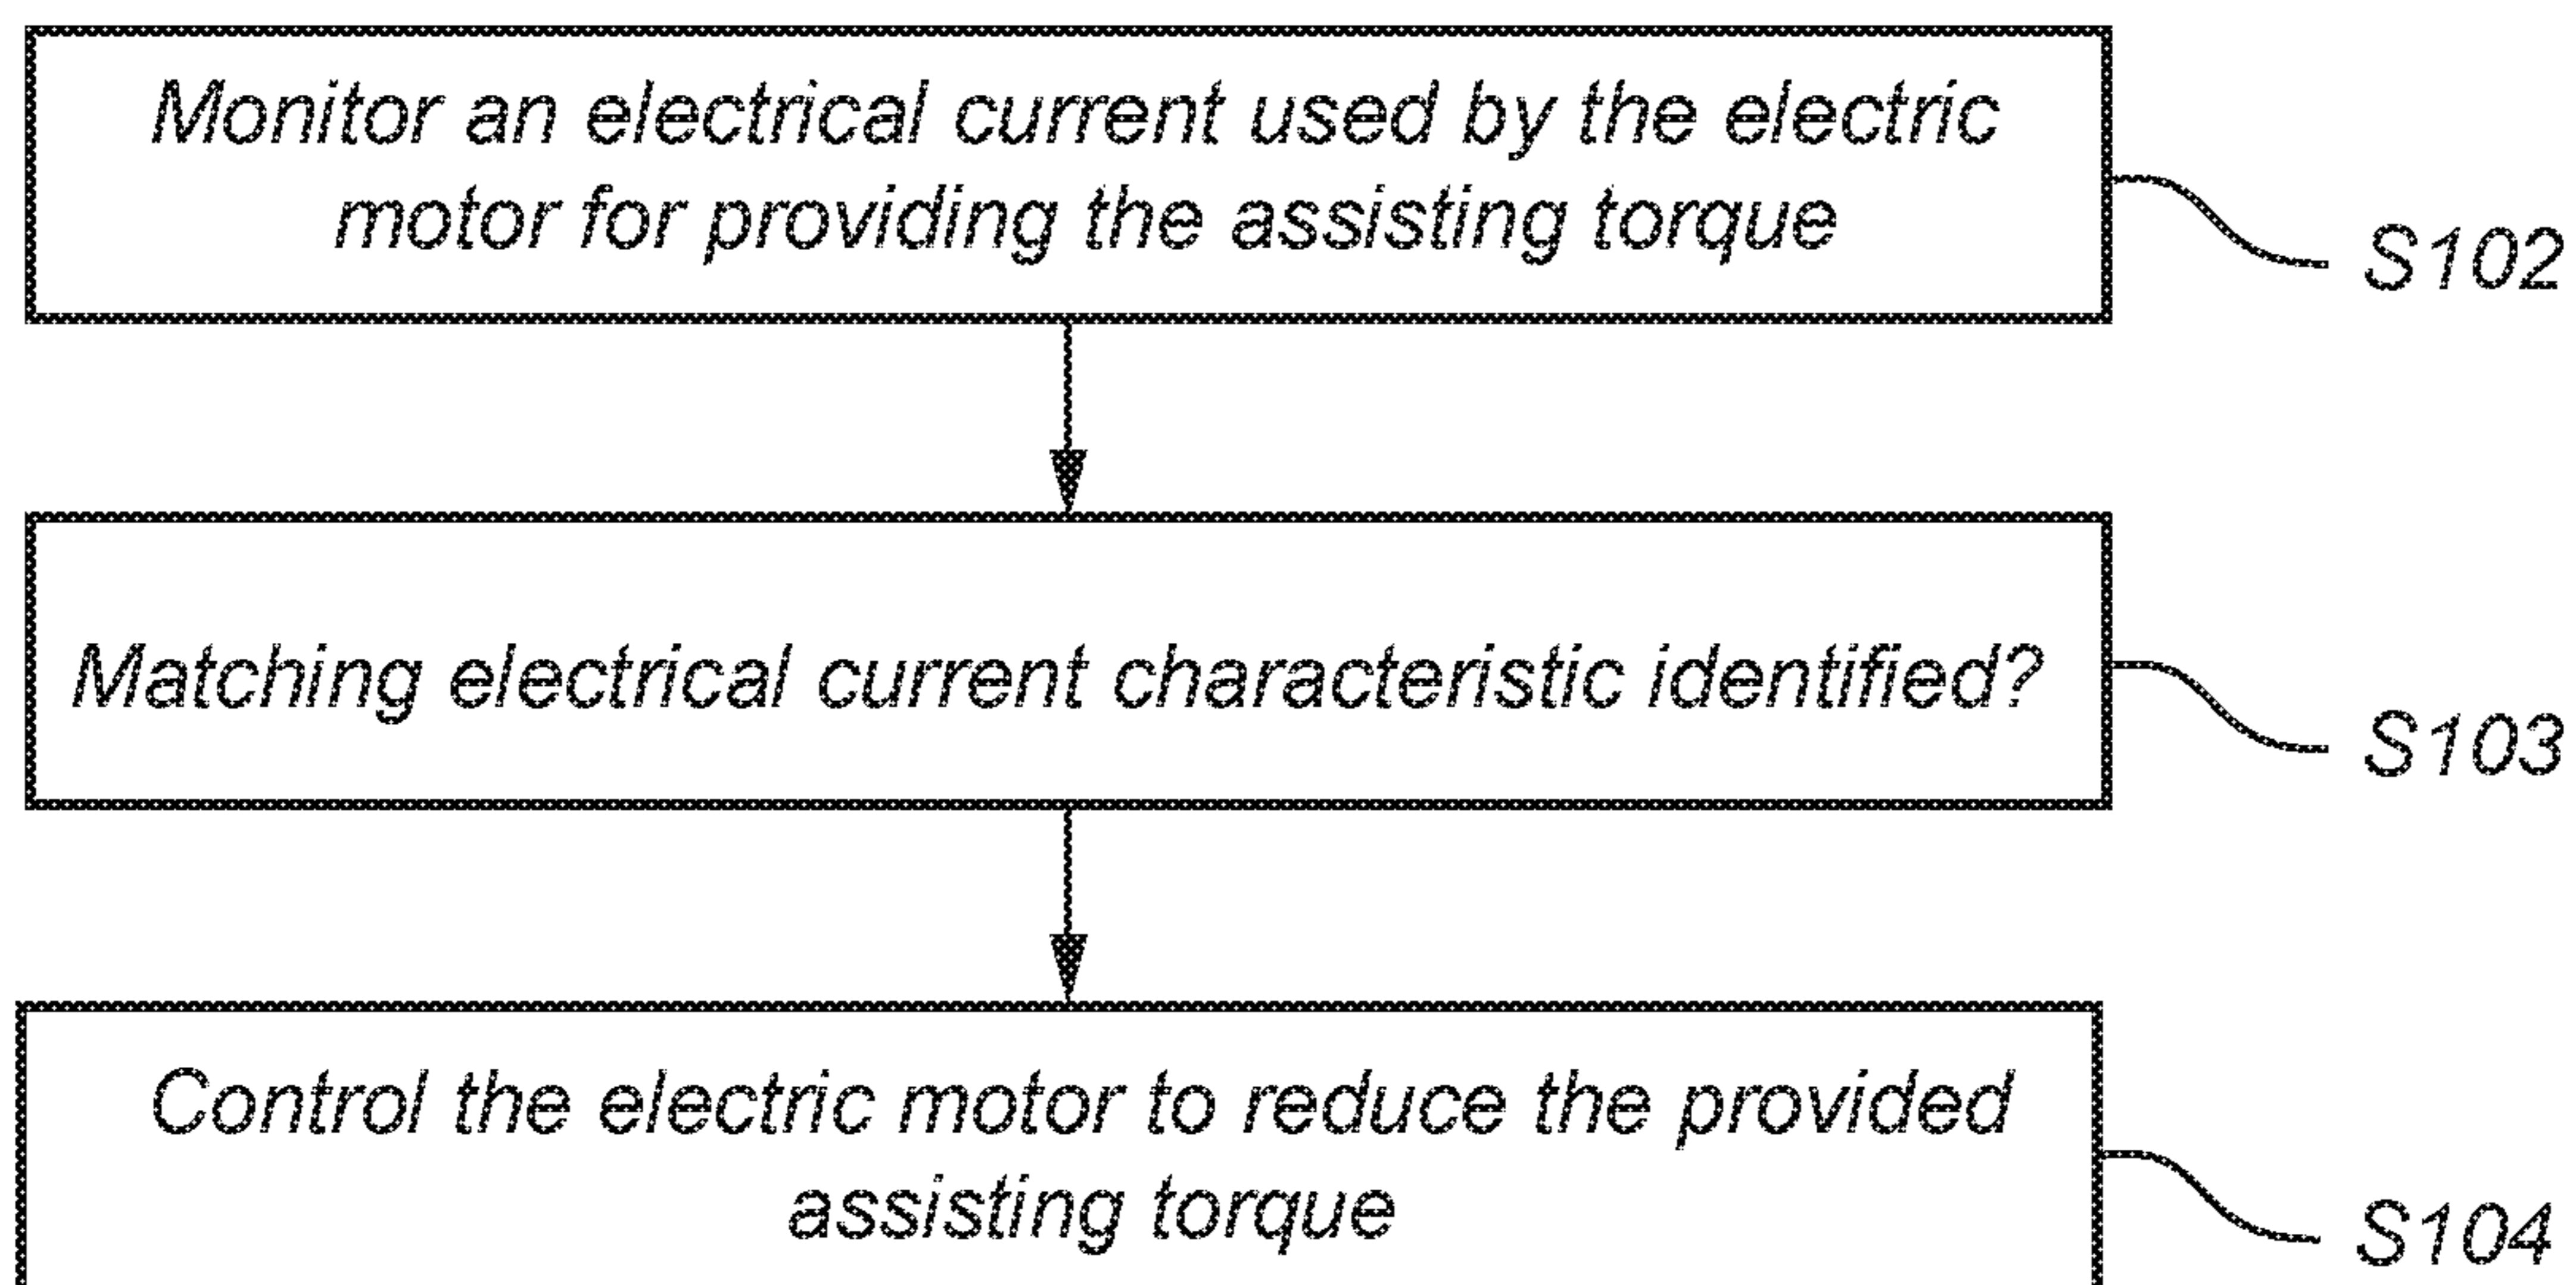 Monitor an electrical current used by the electric
motor for providing the assisting torque
S102
Matching electrical current characteristic identified?
S103
Control the electric motor to reduce the provided
assisting torque
S104